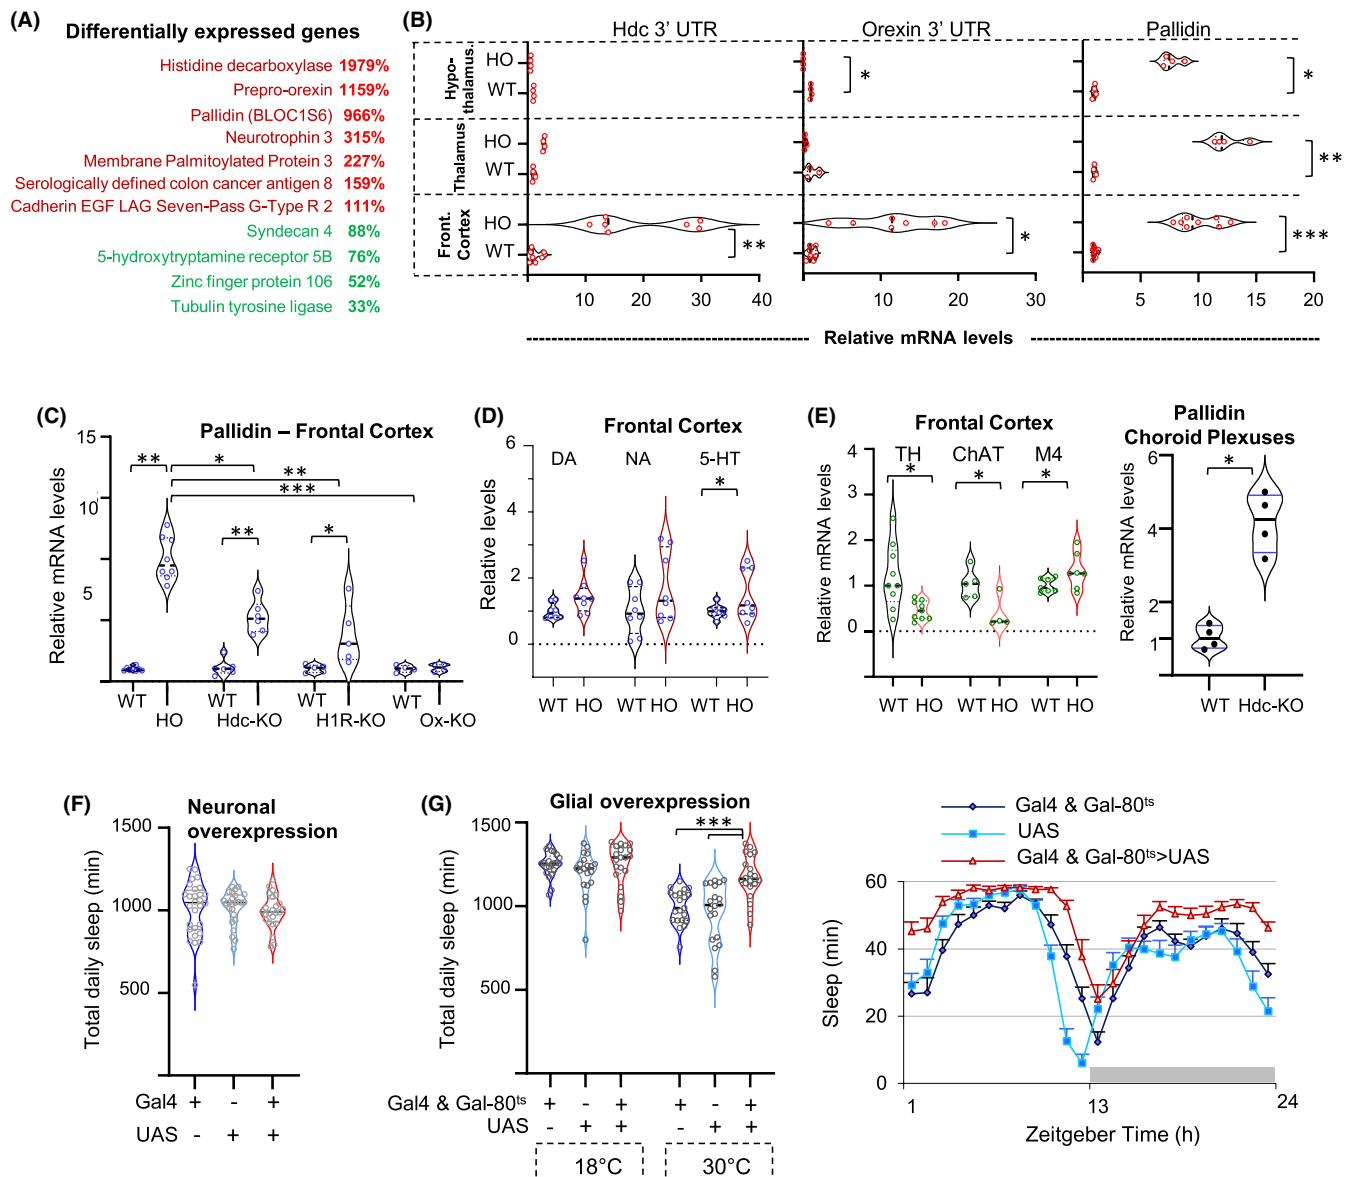 (A)
Differentially expressed genes
Histidine decarboxylase 1979%
Prepro-orexin 1159%
Pallidin (BLOC1S6) 966%
Neurotrophin 3 315%
Membrane Palmitoylated Protein 3 227%
Serologically defined colon cancer antigen 8 159%
Cadherin EGF LAG Seven-Pass G-Type R 2 111%
Syndecan 4 88%
5-hydroxytryptamine receptor 5B 76%
Zinc finger protein 106 52%
Tubulin tyrosine ligase 33%
(B)
Hdc 3' UTR Orexin 3' UTR Pallidin
Hypo-
thalamus.
HO
WT
* *
Thalamus
HO
WT
**
Front.
Cortex
HO
WT
** * ***
0 10 20 30 40
0 10 20 30
5 10 15 20
Relative mRNA levels
(C)
Pallidin – Frontal Cortex
Relative mRNA levels
15
10
5
** * ** *** ** *
WT WT WT WT
HO Hdc-KO H1R-KO Ox-KO
(D)
Frontal Cortex
DA NA 5-HT
*
Relative levels
6
4
2
0
WT HO WT HO WT HO
(E)
Frontal Cortex
TH ChAT M4
* * *
Relative mRNA levels
4
3
2
1
0
WT HO WT HO WT HO
Pallidin
Choroid Plexuses
*
Relative mRNA levels
6
4
2
1
WT Hdc-KO
(F)
Neuronal
overexpression
Total daily sleep (min)
1500
1000
500
Gal4 + - +
UAS - + +
(G)
Glial overexpression
***
Total daily sleep (min)
1500
1000
500
0
Gal4 & Gal-80ts + - + + - +
UAS - + + - + +
18°C 30°C
Gal4 & Gal-80ts
UAS
Gal4 & Gal-80ts>UAS
Sleep (min)
60
40
20
0
1 13 24
Zeitgeber Time (h)